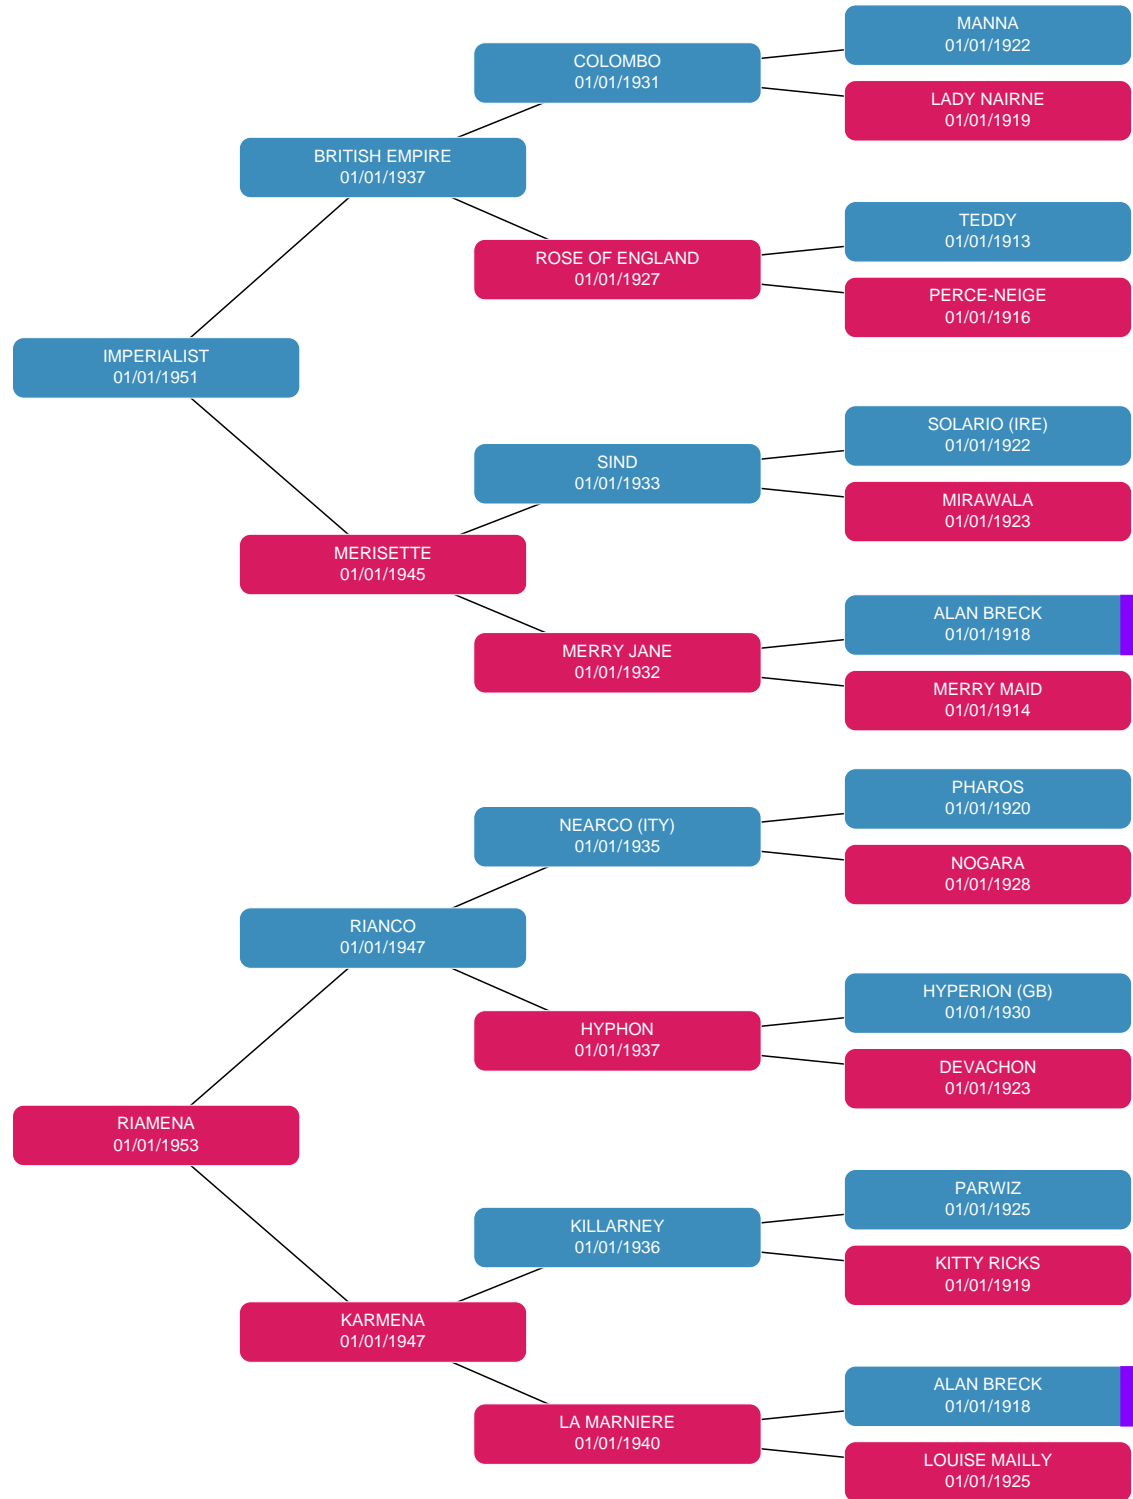 MANNA
01/01/1922
COLOMBO
01/01/1931
LADY NAIRNE
01/01/1919
BRITISH EMPIRE
01/01/1937
TEDDY
01/01/1913
ROSE OF ENGLAND
01/01/1927
PERCE-NEIGE
01/01/1916
IMPERIALIST
01/01/1951
SOLARIO (IRE)
01/01/1922
SIND
01/01/1933
MIRAWALA
01/01/1923
MERISETTE
01/01/1945
ALAN BRECK
01/01/1918
MERRY JANE
01/01/1932
MERRY MAID
01/01/1914
PHAROS
01/01/1920
NEARCO (ITY)
01/01/1935
NOGARA
01/01/1928
RIANCO
01/01/1947
HYPERION (GB)
01/01/1930
HYPHON
01/01/1937
DEVACHON
01/01/1923
RIAMENA
01/01/1953
PARWIZ
01/01/1925
KILLARNEY
01/01/1936
KITTY RICKS
01/01/1919
KARMENA
01/01/1947
ALAN BRECK
01/01/1918
LA MARNIERE
01/01/1940
LOUISE MAILLY
01/01/1925